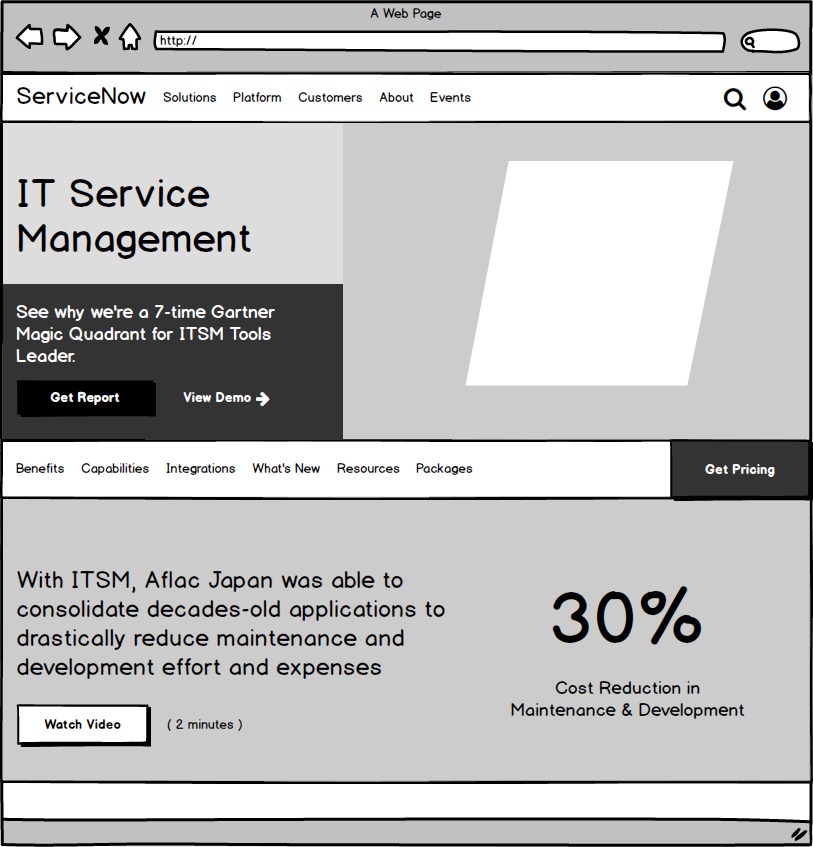 A Web Page
http://
ServiceNow Solutions Platform Customers About Events
IT Service
Management
See why we're a 7-time Gartner
Magic Quadrant for ITSM Tools
Leader.
Get Report View Demo
Benefits Capabilities Integrations What's New Resources Packages Get Pricing
With ITSM, Aflac Japan was able to
consolidate decades-old applications to
drastically reduce maintenance and
development effort and expenses
Watch Video ( 2 minutes )
30%
Cost Reduction in
Maintenance & Development